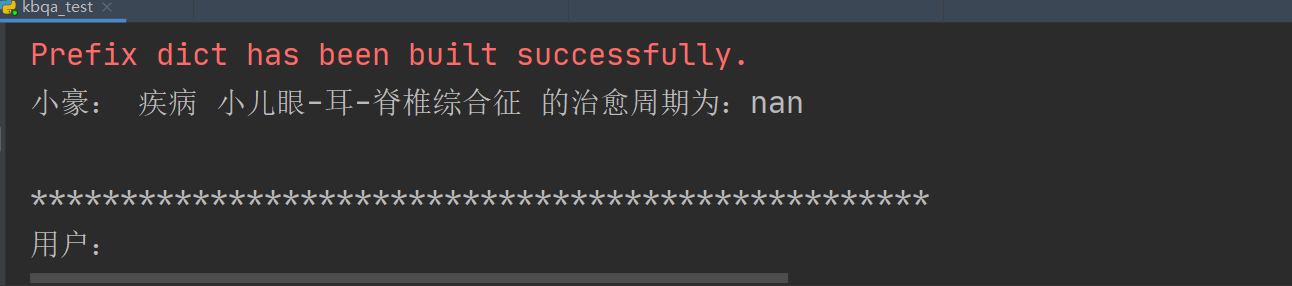 kbqa_test
Prefix dict has been built successfully.
小豪: 疾病 小儿眼-耳-脊椎综合征 的治愈周期为:nan
**************************************************
用户: